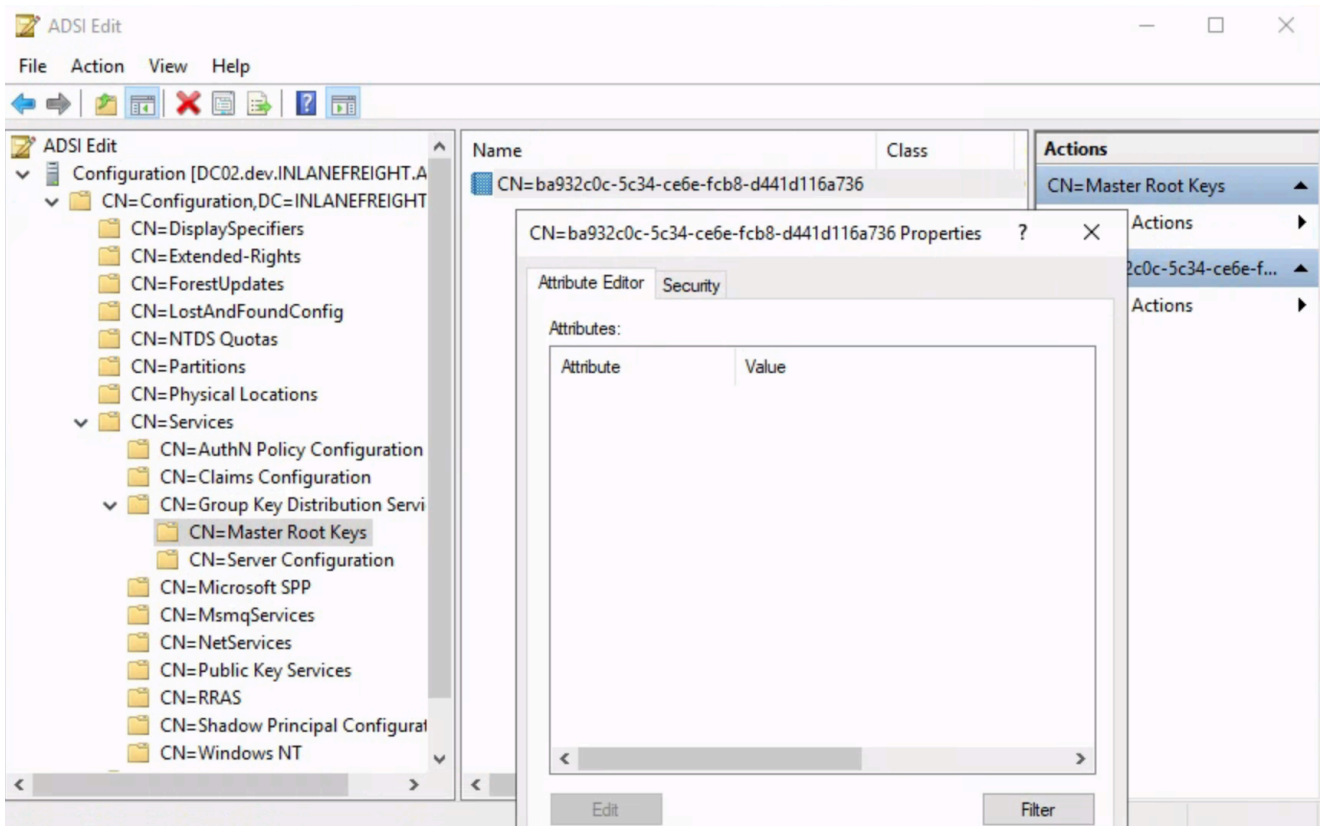 ADSI Edit
File Action View Help
ADSI Edit
Configuration [DC02.dev.INLANEFREIGHT.A
CN=Configuration,DC=INLANEFREIGHT
CN=DisplaySpecifiers
CN=Extended-Rights
CN=ForestUpdates
CN=LostAndFoundConfig
CN=NTDS Quotas
CN=Partitions
CN=Physical Locations
CN=Services
CN=AuthN Policy Configuration
CN=Claims Configuration
CN=Group Key Distribution Servi
CN=Master Root Keys
CN=Server Configuration
CN=Microsoft SPP
CN=MsmqServices
CN=NetServices
CN=Public Key Services
CN=RRAS
CN=Shadow Principal Configurat
CN=Windows NT
Name Class
CN=ba932c0c-5c34-ce6e-fcb8-d441d116a736
CN=ba932c0c-5c34-ce6e-fcb8-d441d116a736 Properties ?
Attribute Editor Security
Attributes:
Attribute Value
Edit Filter
Actions
CN=Master Root Keys
Actions
2c0c-5c34-ce6e-f...
Actions